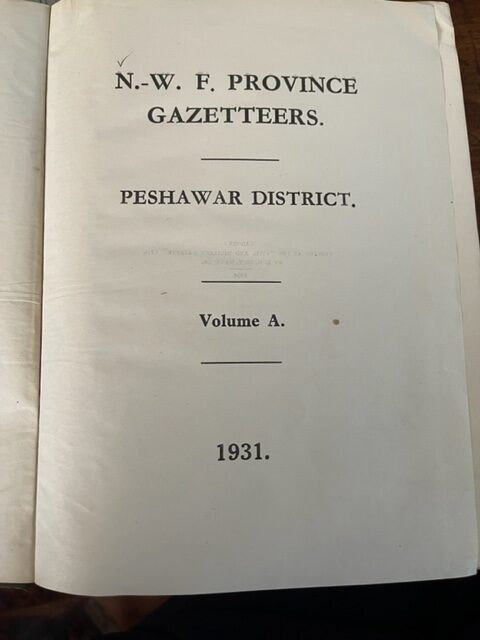 N.-W. F. PROVINCE
GAZETTEERS.
PESHAWAR DISTRICT.
Volume A.
1931.